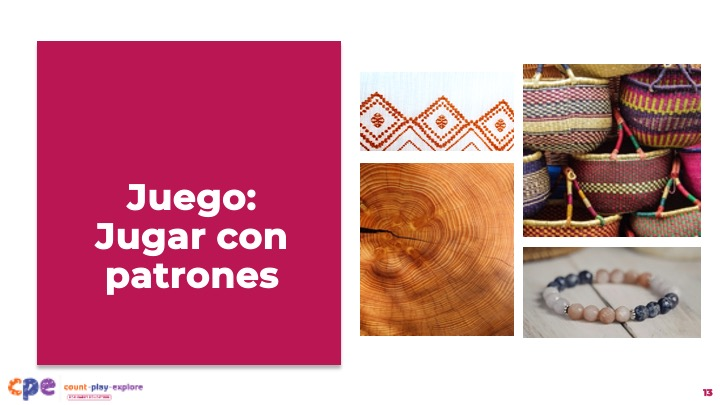 Juego:
Jugar con
patrones
cpe
count-play-explore
13